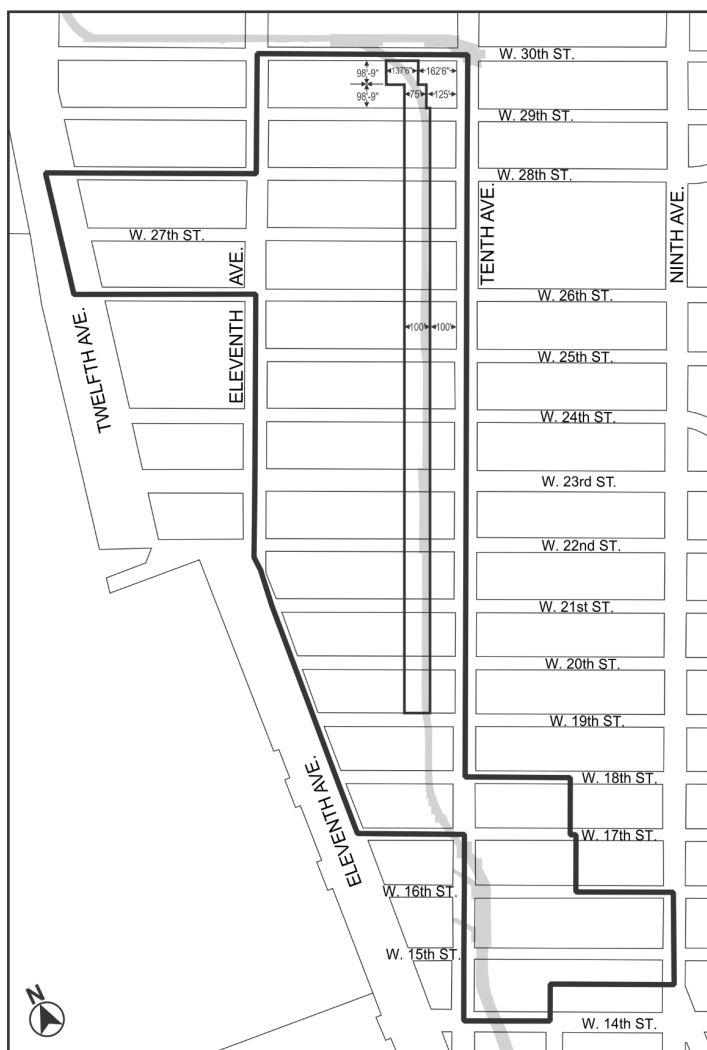 W. 30th ST.
98'-9"
137'6"
162'6"
98'-9"
75'
125'
W. 29th ST.
W. 28th ST.
W. 27th ST.
TENTH AVE.
NINTH AVE.
ELEVENTH AVE.
TWELFTH AVE.
W. 26th ST.
100'
100'
W. 25th ST.
W. 24th ST.
W. 23rd ST.
W. 22nd ST.
W. 21st ST.
W. 20th ST.
W. 19th ST.
W. 18th ST.
ELEVENTH AVE.
W. 17th ST.
W. 16th ST.
W. 15th ST.
N
W. 14th ST.